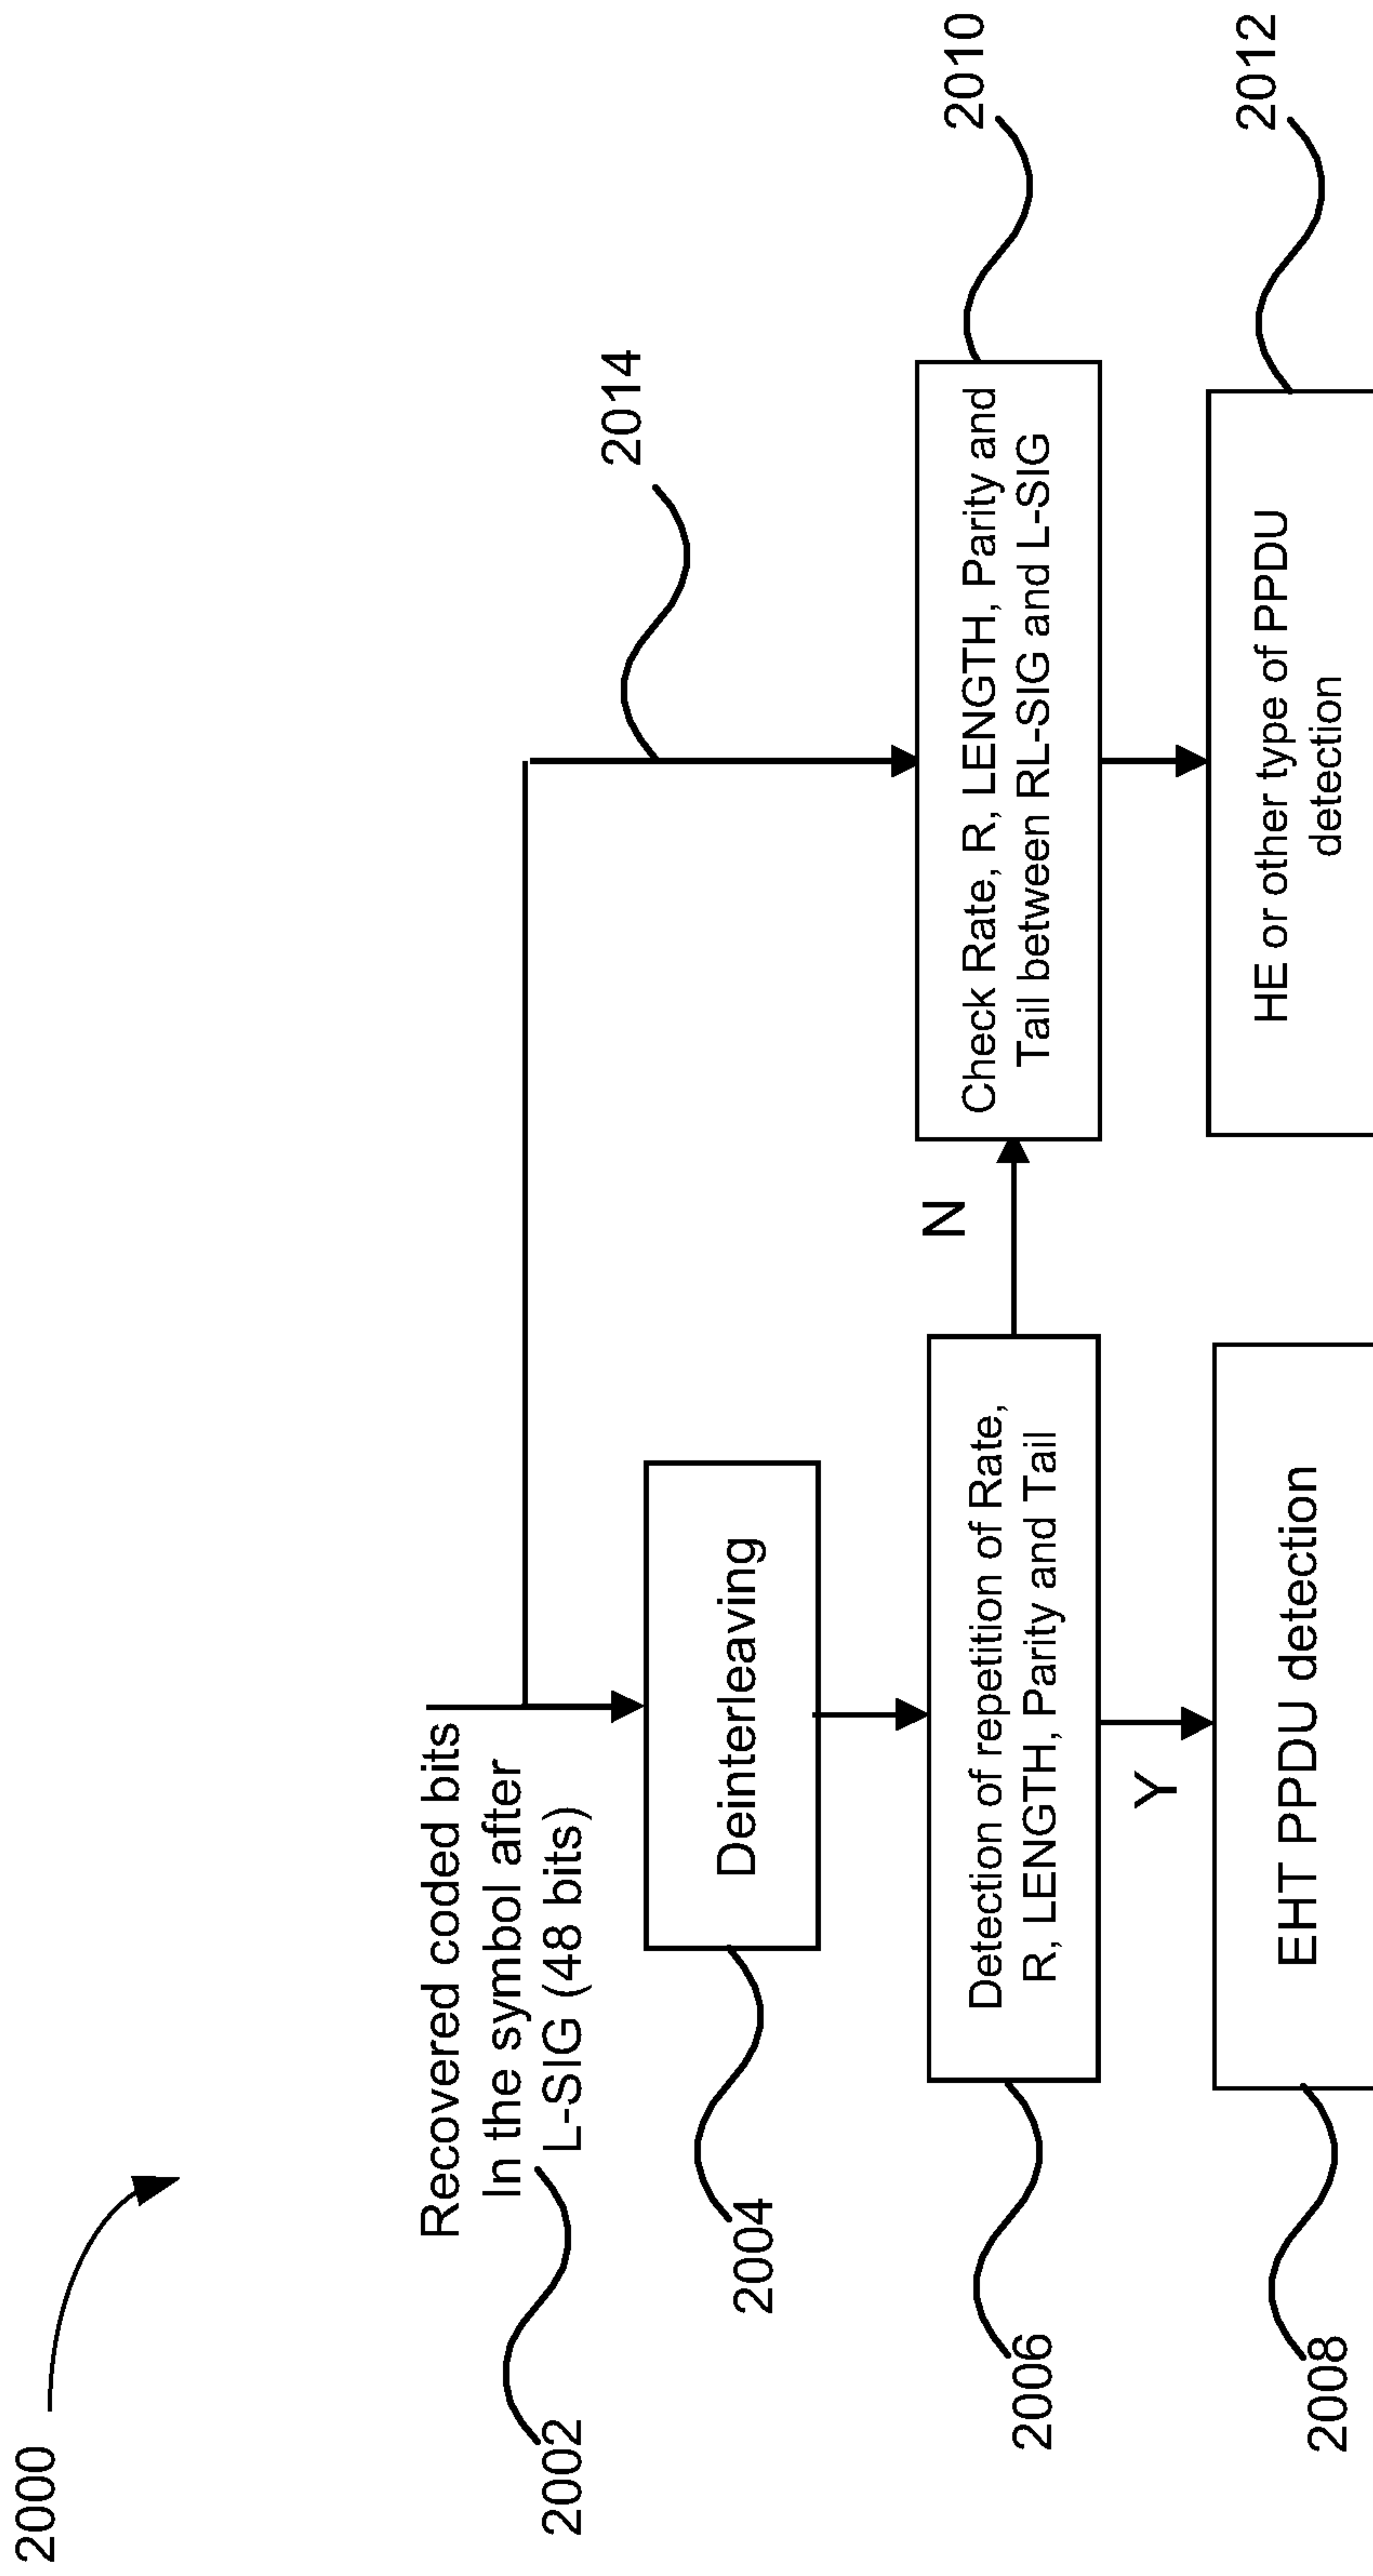 2000
Recovered coded bits
In the symbol after
L-SIG (48 bits)
2002
2014
Deinterleaving
2004
Detection of repetition of Rate,
R, LENGTH, Parity and Tail
2006
N
Check Rate, R, LENGTH, Parity and
Tail between RL-SIG and L-SIG
2010
Y
EHT PPDU detection
2008
HE or other type of PPDU
detection
2012